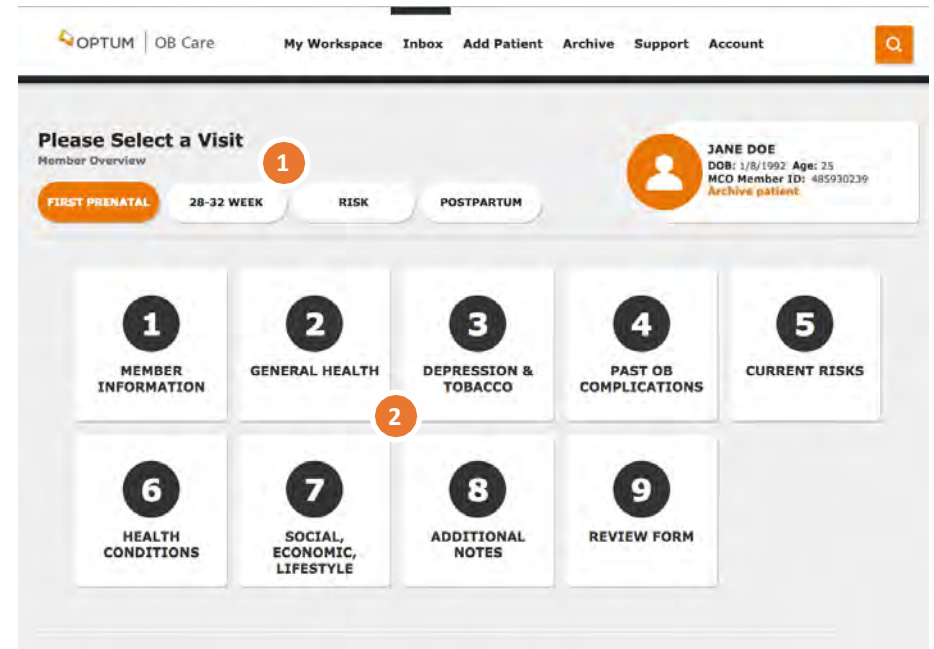 OPTUM | OB Care
My Workspace Inbox Add Patient Archive Support Account
Please Select a Visit
Member Overview
1
FIRST PRENATAL
28-32 WEEK
RISK
POSTPARTUM
JANE DOE
DOB: 1/8/1992 Age: 25
MCO Member ID: 485930239
Archive patient
1
MEMBER
INFORMATION
2
GENERAL HEALTH
3
DEPRESSION &
TOBACCO
4
PAST OB
COMPLICATIONS
5
CURRENT RISKS
2
6
HEALTH
CONDITIONS
7
SOCIAL,
ECONOMIC,
LIFESTYLE
8
ADDITIONAL
NOTES
9
REVIEW FORM